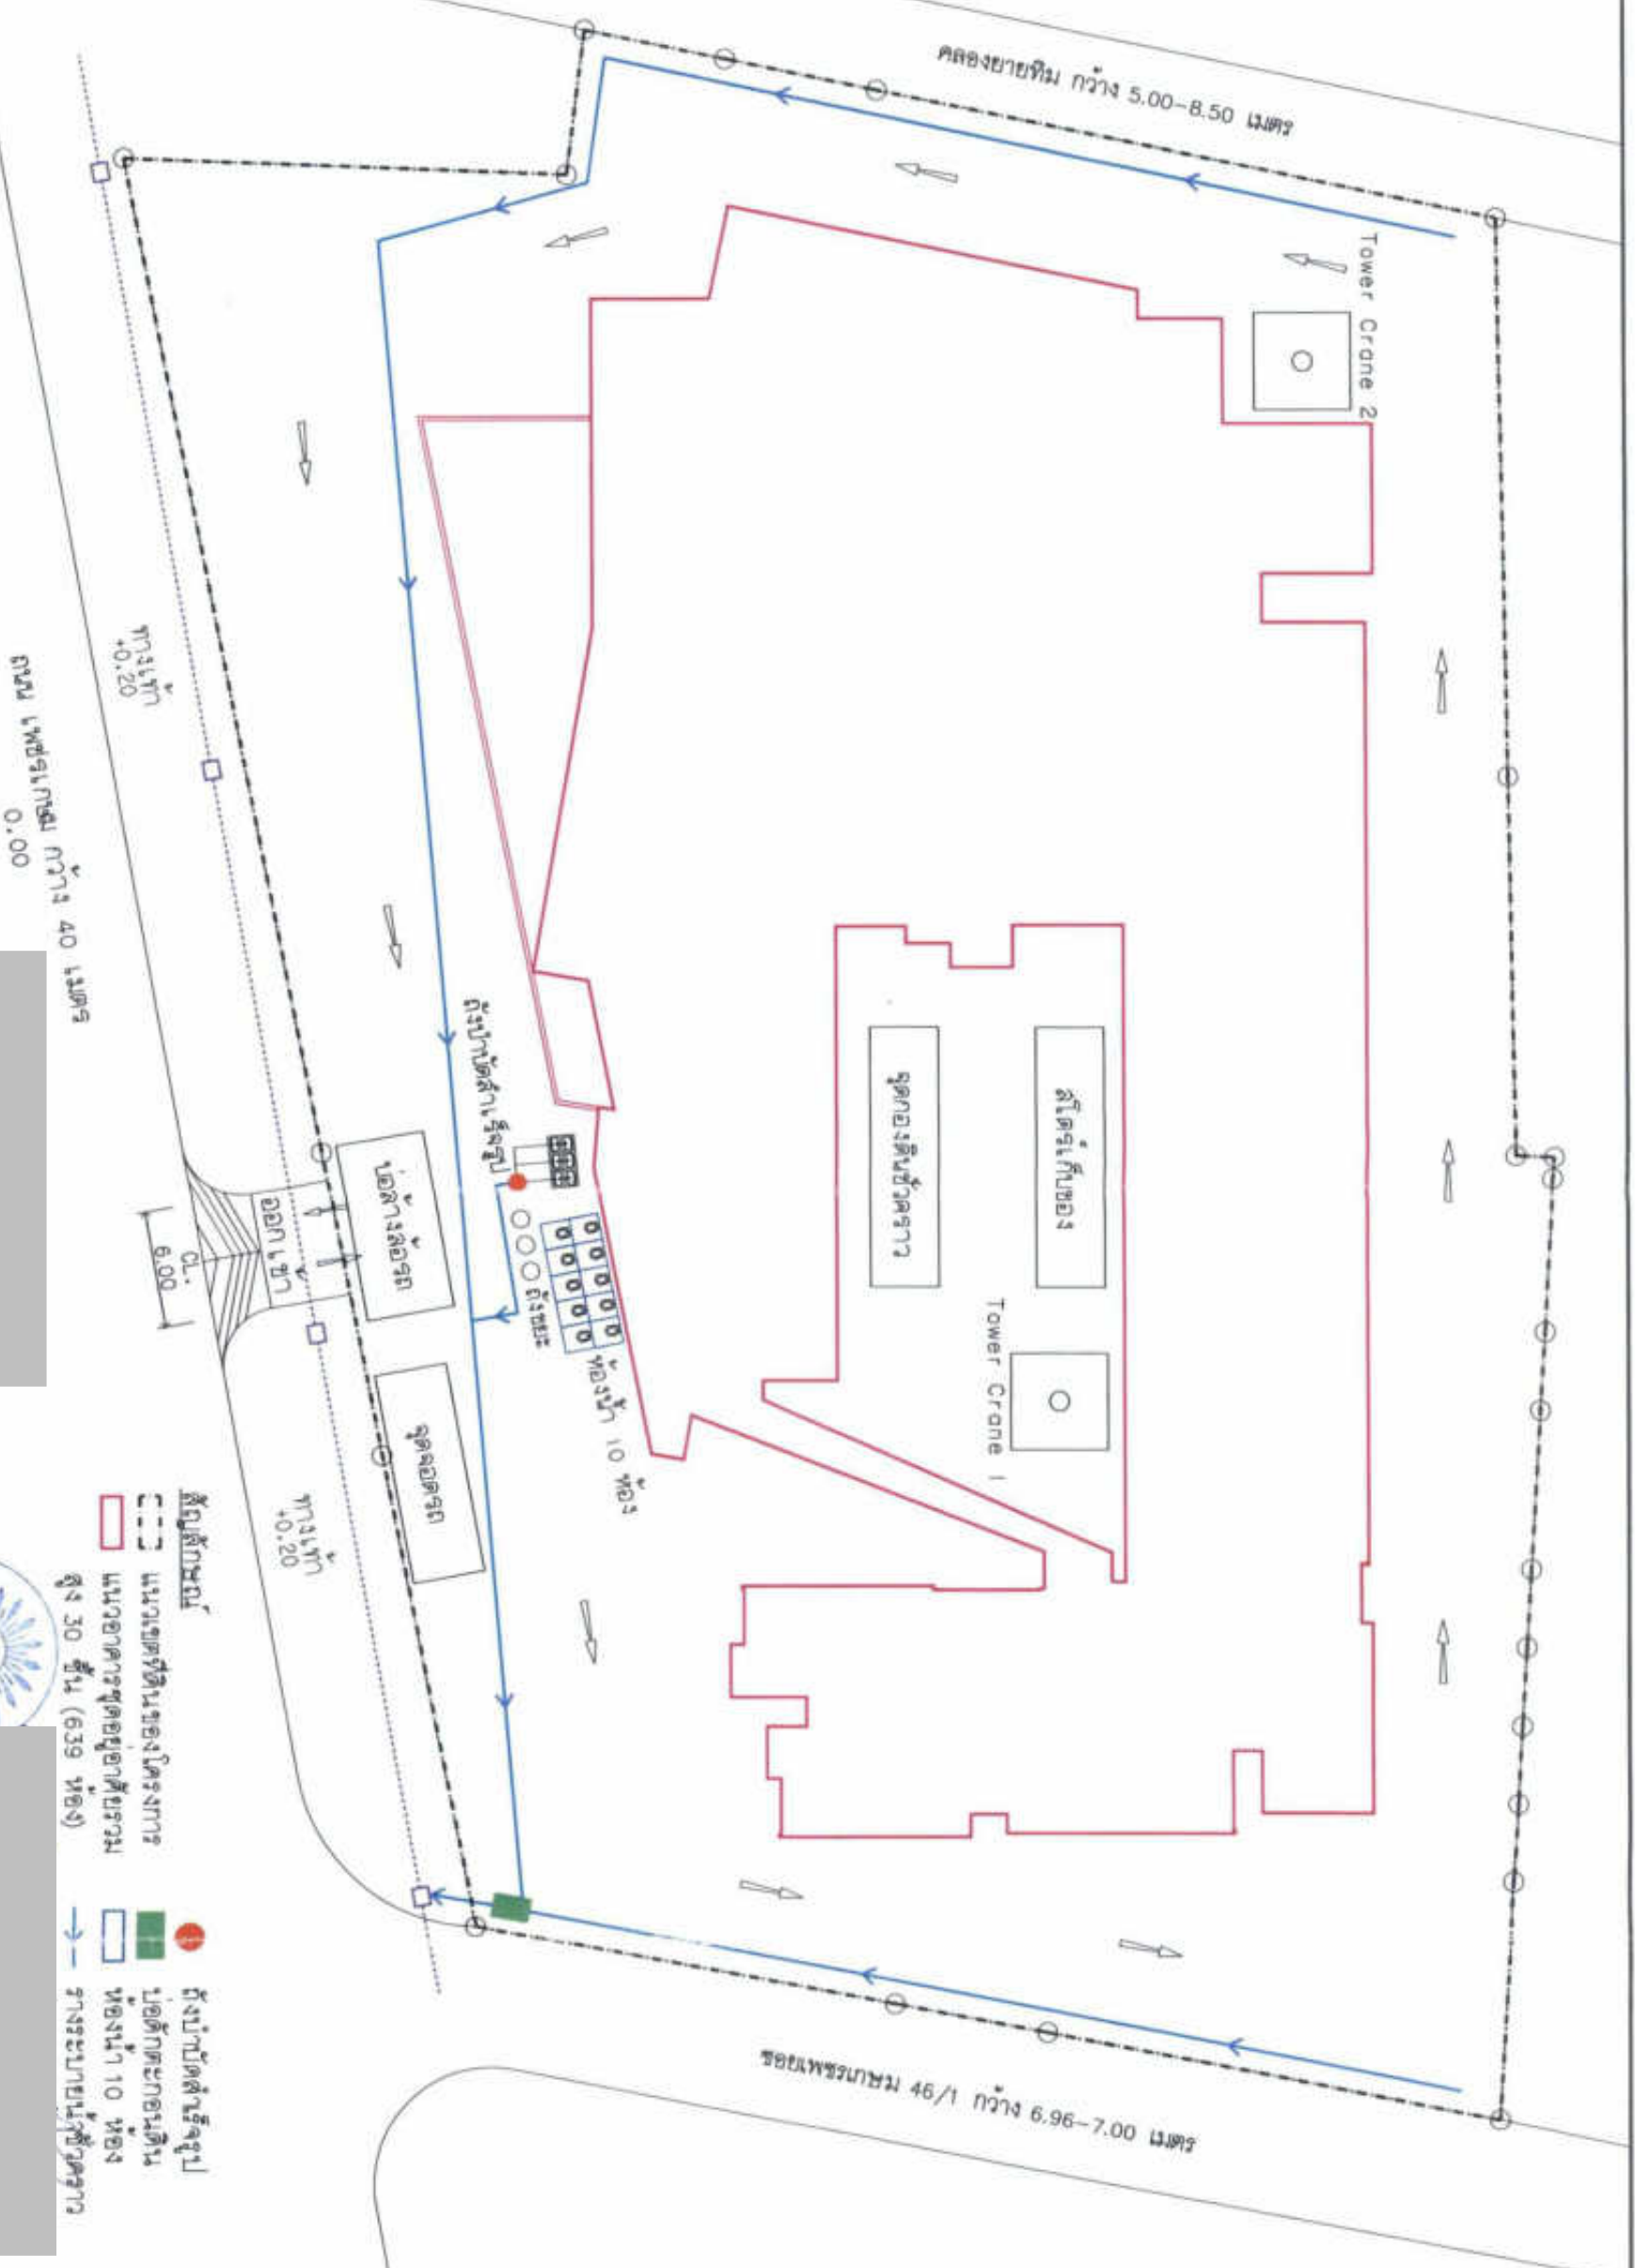 คลองยายทิม กว้าง 5.00-8.50 เมตร
Tower Crane 2
สโตร์เก็บของ
จุดกองดินชั่วคราว
Tower Crane 1
ห้องน้ำ 10 ห้อง
ถังขยะ
ถังบำบัดสำเร็จรูป
บ่อล้างล้อรถ
จุดจอดรถ
ออก เข้า
CL.
6.00
ทางเท้า
+0.20
ทางเท้า
+0.20
ถนน เพชรเกษม กว้าง 40 เมตร
0.00
ซอยเพชรเกษม 46/1 กว้าง 6.96-7.00 เมตร
สัญลักษณ์
แนวเขตที่ดินของโครงการ
แนวอาคารชุดอยู่อาศัยรวม
สูง 30 ชั้น (639 ห้อง)
ถังบำบัดสำเร็จรูป
บ่อดักตะกอนดิน
ห้องน้ำ 10 ห้อง
รางระบายน้ำชั่วคราว